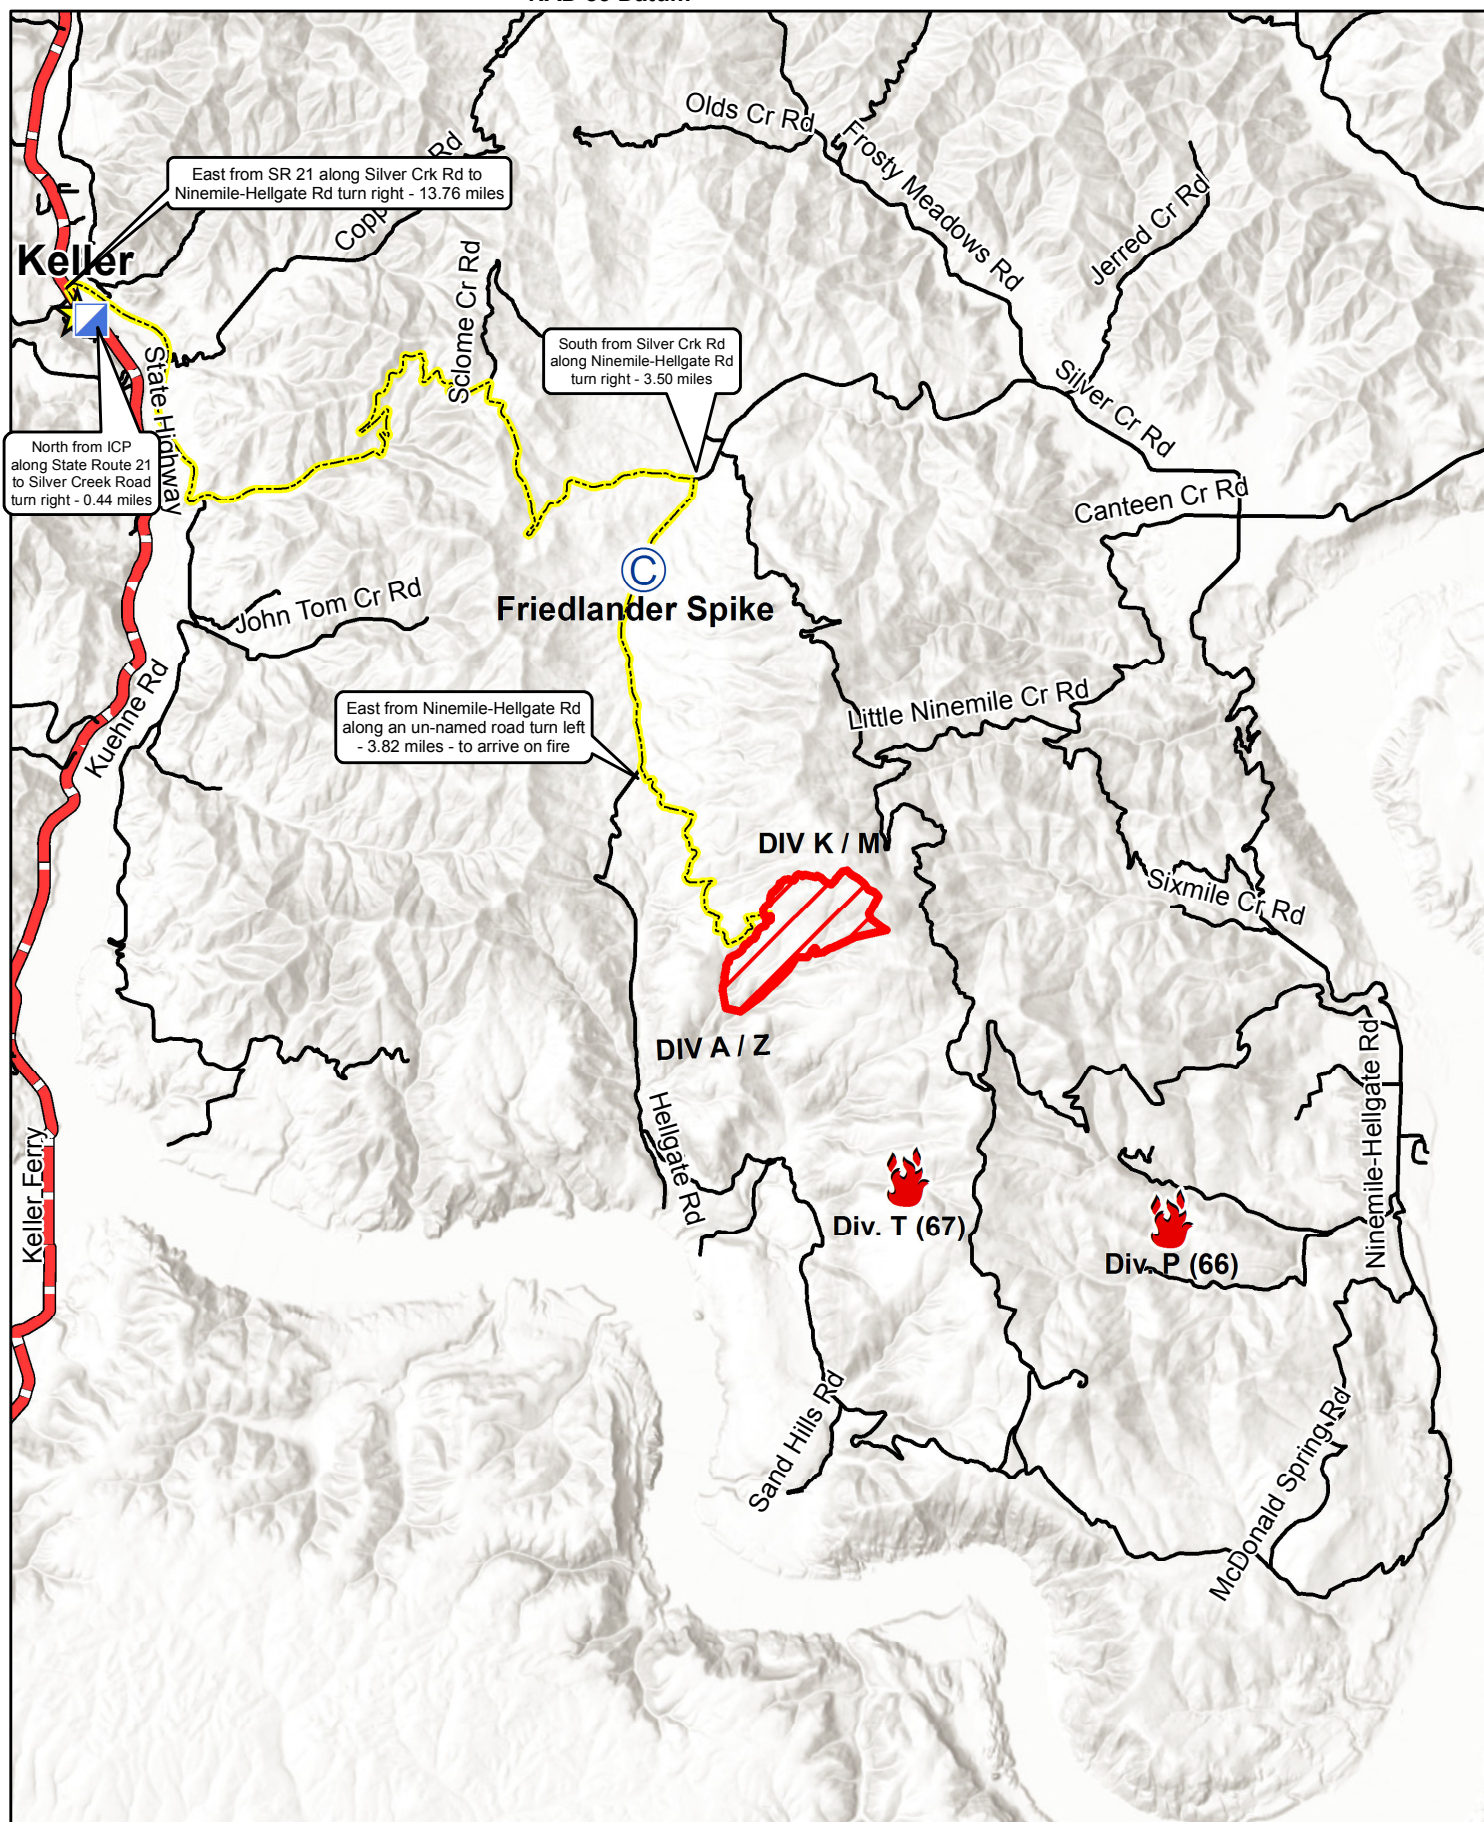 Olds Cr Rd
Frosty Meadows Rd
Jerred Cr Rd
East from SR 21 along Silver Crk Rd to
Ninemile-Hellgate Rd turn right - 13.76 miles
Rd
Keller
Sclome Cr Rd
South from Silver Crk Rd
along Ninemile-Hellgate Rd
turn right - 3.50 miles
State Highway
Silver Cr Rd
North from ICP
along State Route 21
to Silver Creek Road
turn right - 0.44 miles
Canteen Cr Rd
C
Friedlander Spike
John Tom Cr Rd
Kuehne Rd
East from Ninemile-Hellgate Rd
along an un-named road turn left
- 3.82 miles - to arrive on fire
Little Ninemile Cr Rd
DIV K / M
Sixmile Cr Rd
DIV A / Z
Hellgate Rd
Ninemile-Hellgate Rd
Keller Ferry
Div. T (67)
Div. P (66)
Sand Hills Rd
McDonald Spring Rd